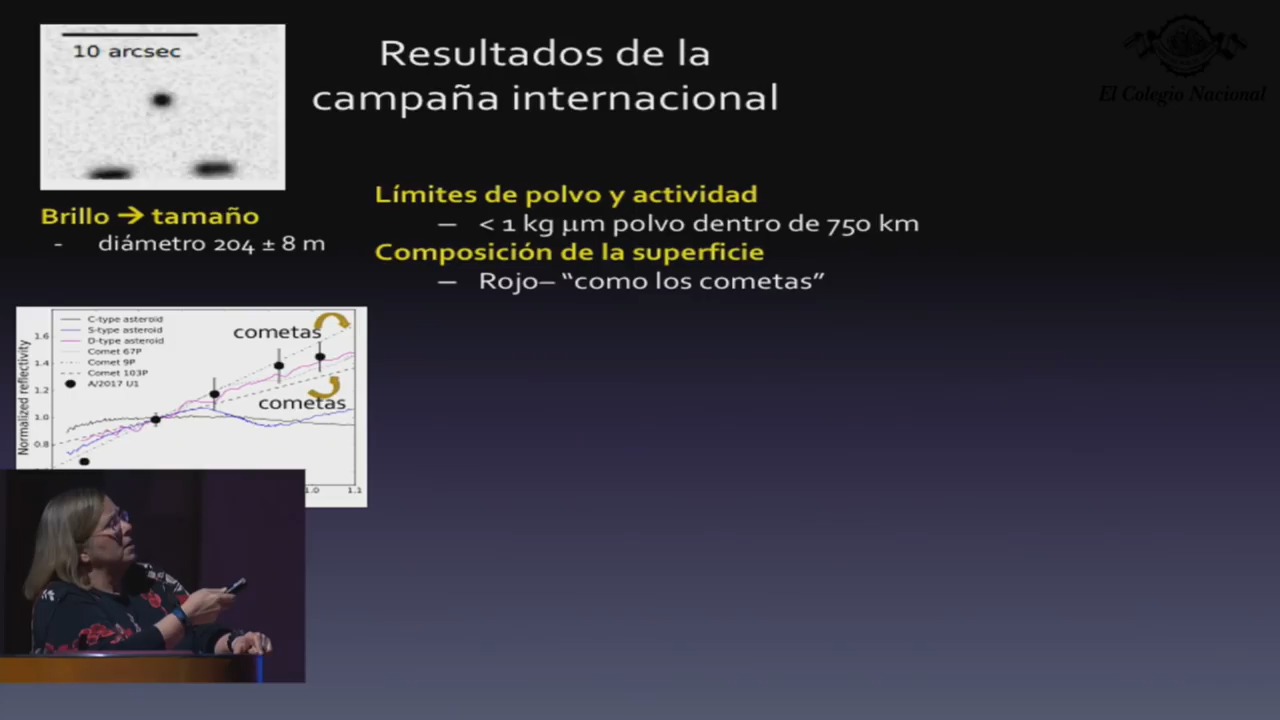 10 arcsec
Resultados de la
campaña internacional
El Colegio Nacional
Brillo → tamaño
- diámetro 204 ± 8 m
Límites de polvo y actividad
– < 1 kg µm polvo dentro de 750 km
Composición de la superficie
– Rojo– “como los cometas”
C-type asteroid
S-type asteroid
D-type asteroid
Comet 67P
Comet 9P
Comet 103P
A/2017 U1
cometas
cometas
Normalized reflectivity
1.6
1.4
1.2
1.0
0.8
1.0
1.1